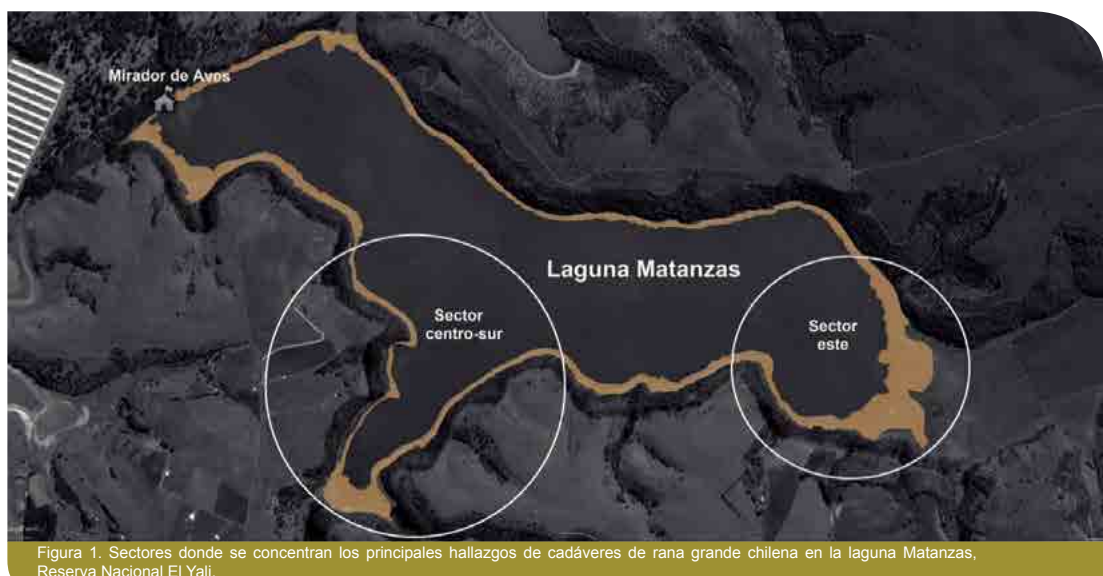 Mirador de Aves
Laguna Matanzas
Sector
centro-sur
Sector
este
Figura 1. Sectores donde se concentran los principales hallazgos de cadáveres de rana grande chilena en la laguna Matanzas,
Reserva Nacional El Yali.